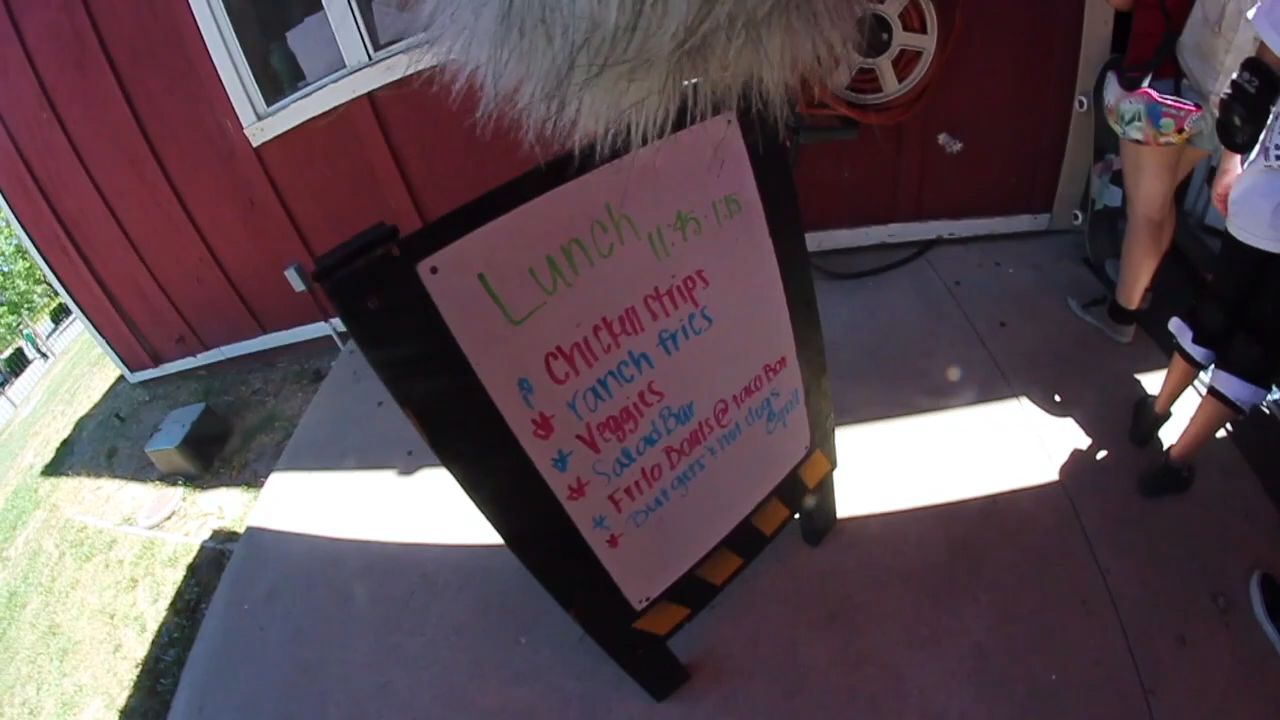 Lunch 11:45-1:15
Chicken strips
ranch fries
Veggies
Salad Bar
Frito Boats @ taco Bar
Burgers & hot dogs
@grill